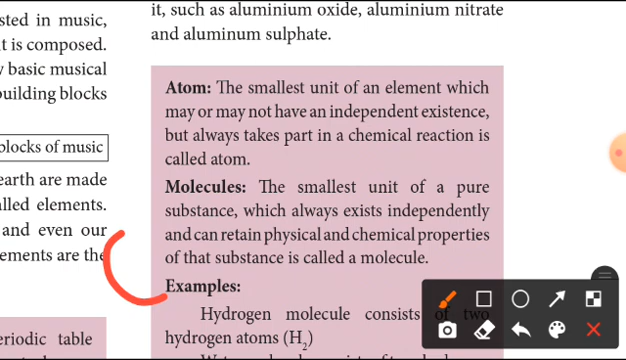 sted in music,
t is composed.
y basic musical
building blocks
blocks of music
earth are made
lled elements.
and even our
ements are the
eriodic table
it, such as aluminium oxide, aluminium nitrate
and aluminum sulphate.
Atom: The smallest unit of an element which
may or may not have an independent existence,
but always takes part in a chemical reaction is
called atom.
Molecules: The smallest unit of a pure
substance, which always exists independently
and can retain physical and chemical properties
of that substance is called a molecule.
Examples:
Hydrogen molecule consists of two
hydrogen atoms (H₂)